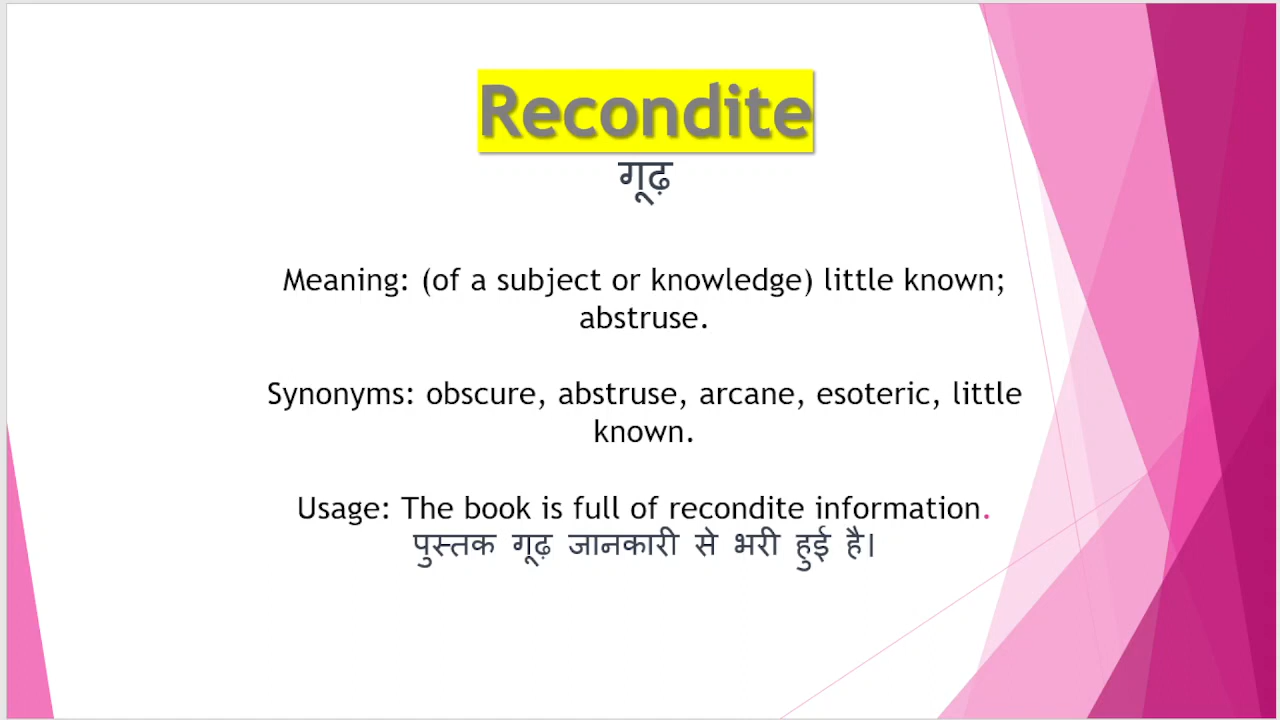 Recondite
गूढ़
Meaning: (of a subject or knowledge) little known;
abstruse.
Synonyms: obscure, abstruse, arcane, esoteric, little
known.
Usage: The book is full of recondite information.
पुस्तक गूढ़ जानकारी से भरी हुई है।